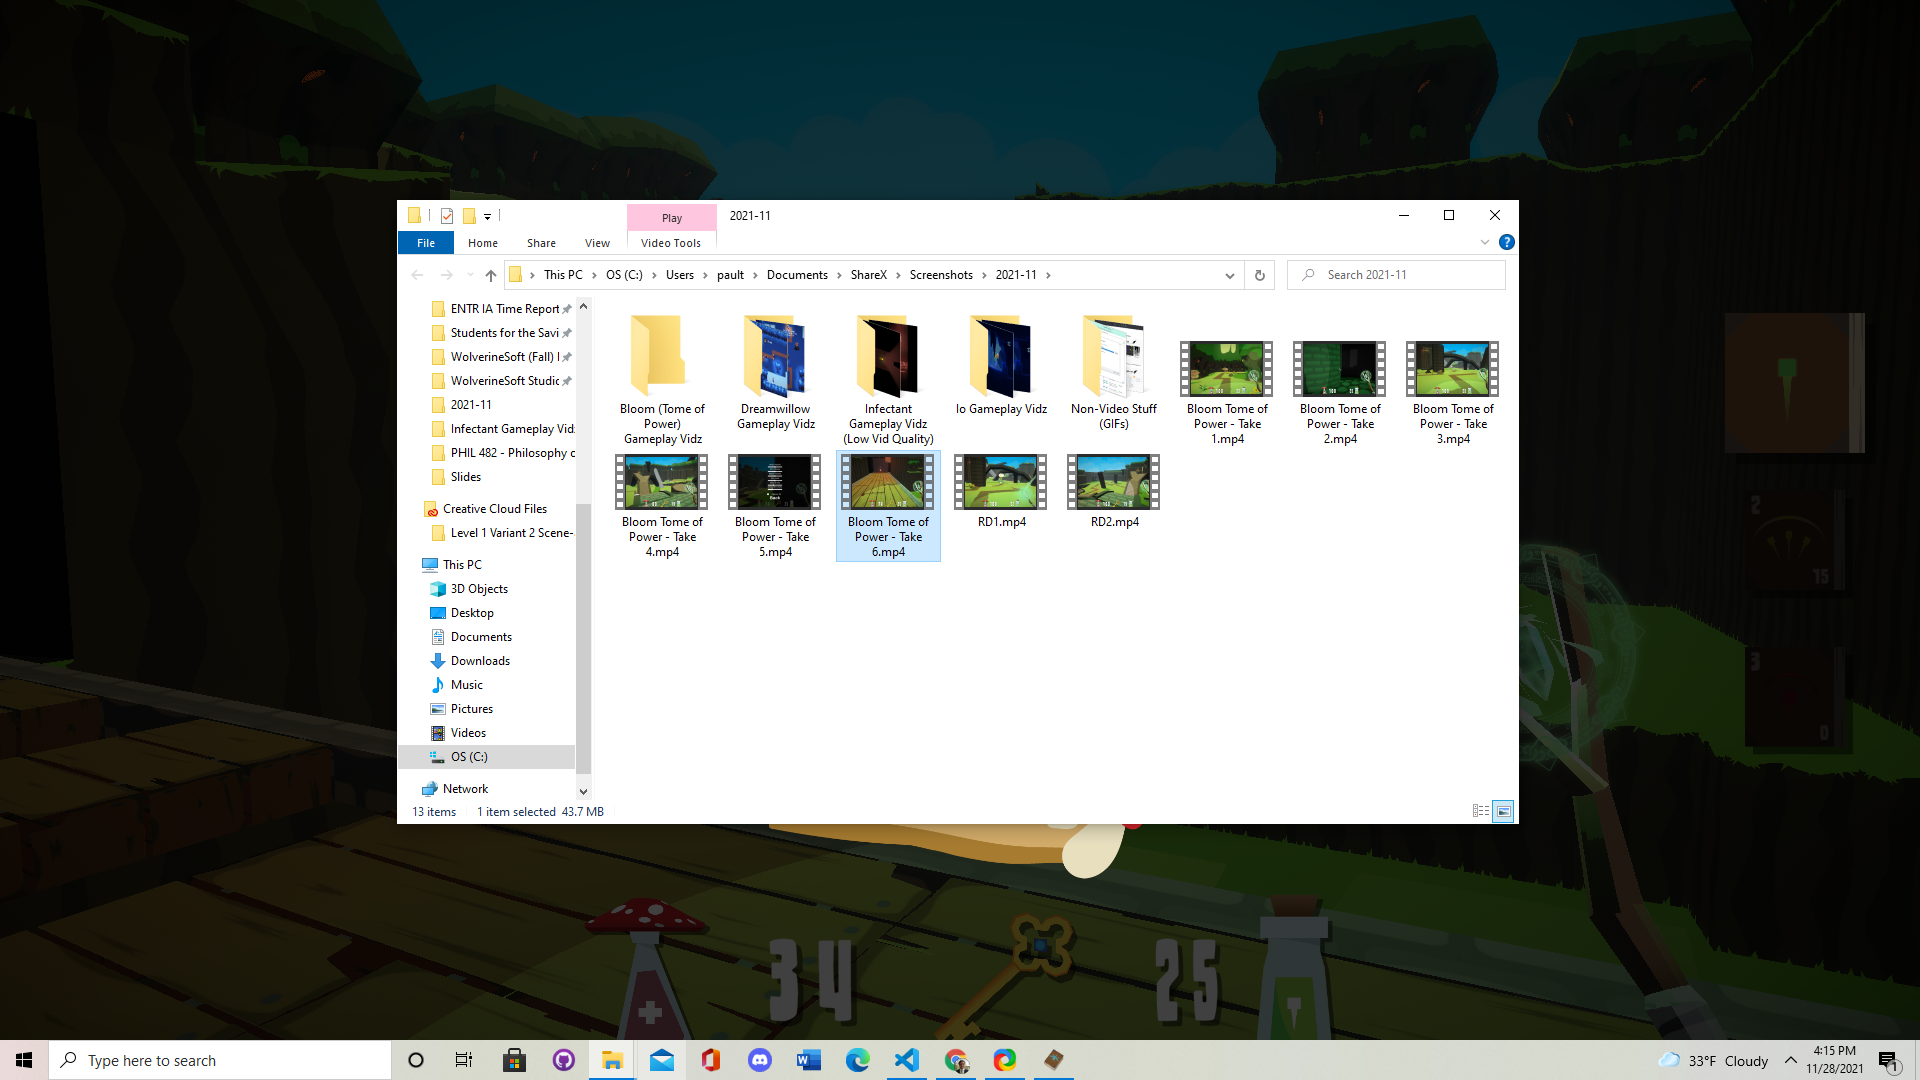 Play
2021-11
File
Home
Share
View
Video Tools
This PC
OS (C:)
Users
pault
Documents
ShareX
Screenshots
2021-11
Search 2021-11
ENTR IA Time Report
Students for the Savi
WolverineSoft (Fall) I
WolverineSoft Studic
2021-11
Infectant Gameplay Vid
PHIL 482 - Philosophy c
Slides
Creative Cloud Files
Level 1 Variant 2 Scene-
This PC
3D Objects
Desktop
Documents
Downloads
Music
Pictures
Videos
OS (C:)
Network
Bloom (Tome of
Power)
Gameplay Vidz
Dreamwillow
Gameplay Vidz
Infectant
Gameplay Vidz
(Low Vid Quality)
Io Gameplay Vidz
Non-Video Stuff
(GIFs)
Bloom Tome of
Power - Take
1.mp4
Bloom Tome of
Power - Take
2.mp4
Bloom Tome of
Power - Take
3.mp4
Bloom Tome of
Power - Take
4.mp4
Bloom Tome of
Power - Take
5.mp4
Bloom Tome of
Power - Take
6.mp4
RD1.mp4
RD2.mp4
13 items
1 item selected 43.7 MB
2
15
3
0
34
25
Type here to search
33°F Cloudy
4:15 PM
11/28/2021
1